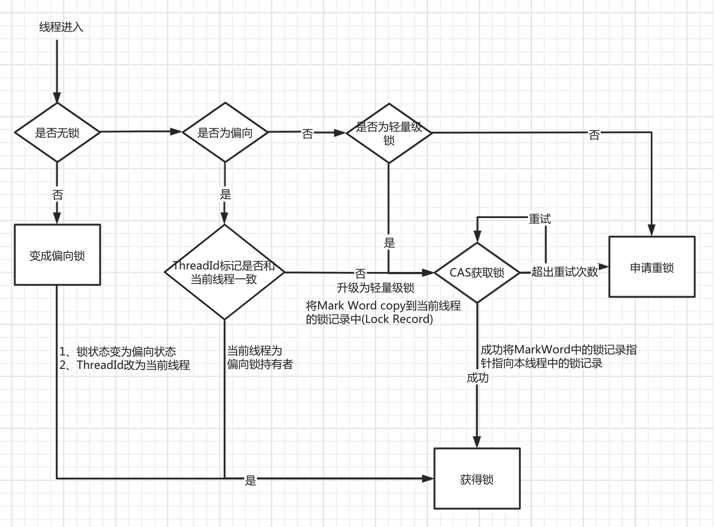 线程进入
是否无锁
是否为偏向
否
是否为轻量级
锁
否
否
是
是
变成偏向锁
ThreadId标记是否和
当前线程一致
否
升级为轻量级锁
将Mark Word copy到当前线程
的锁记录中(Lock Record)
重试
CAS获取锁
超出重试次数
申请重锁
1、锁状态变为偏向状态
2、ThreadId改为当前线程
当前线程为
偏向锁持有者
成功将MarkWord中的锁记录指
针指向本线程中的锁记录
成功
是
获得锁